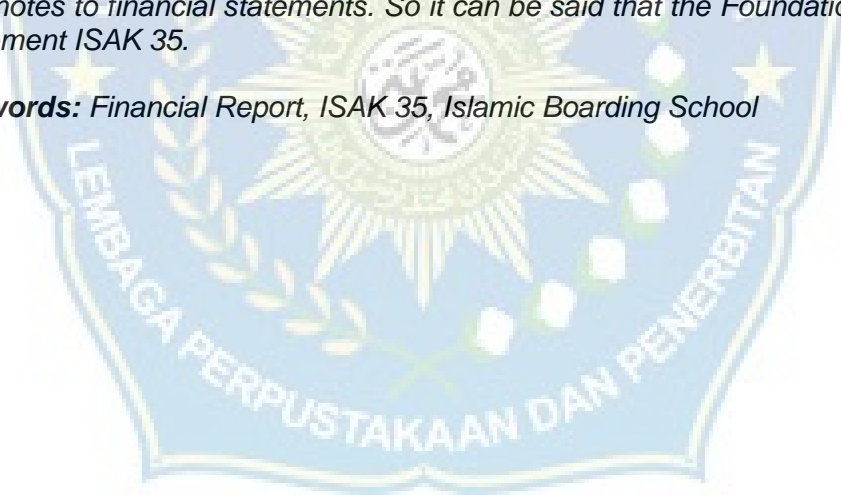 notes to financial statements. So it can be said that the Foundatio
ement ISAK 35.
words: Financial Report, ISAK 35, Islamic Boarding School
LEMBAGA PERPUSTAKAAN DAN PENERBITAN